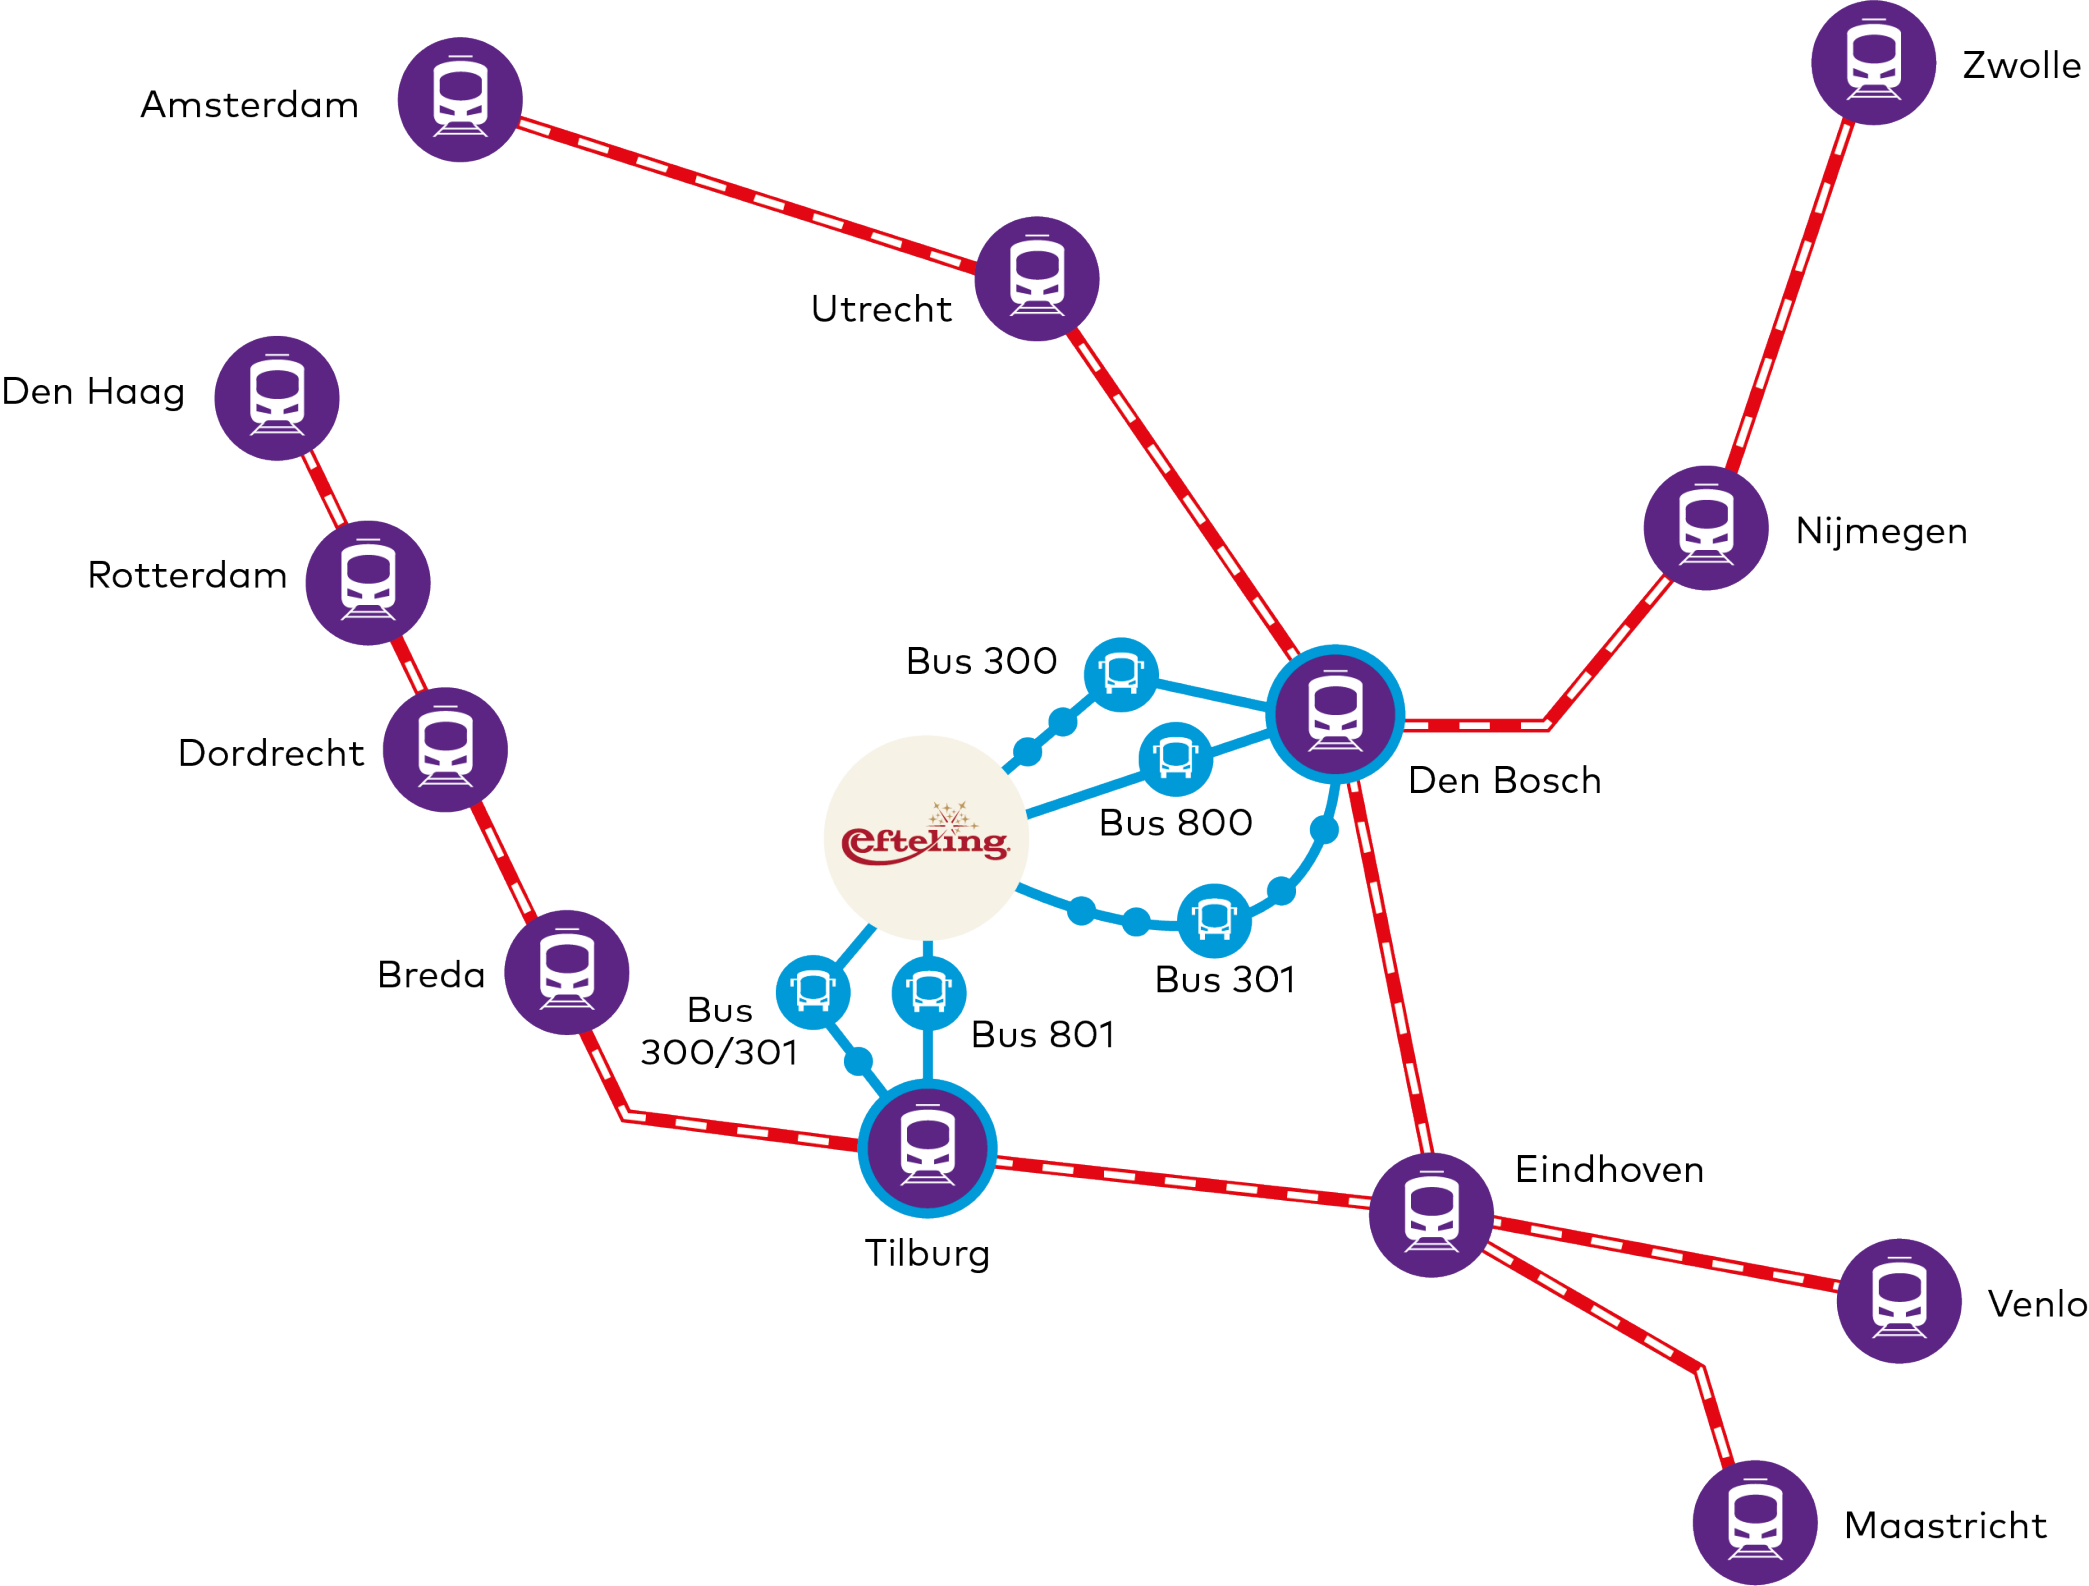 Zwolle
Amsterdam
Utrecht
Den Haag
Nijmegen
Rotterdam
Bus 300
Dordrecht
Den Bosch
Bus 800
efteling
Breda
Bus 301
Bus
300/301
Bus 801
Eindhoven
Tilburg
Venlo
Maastricht